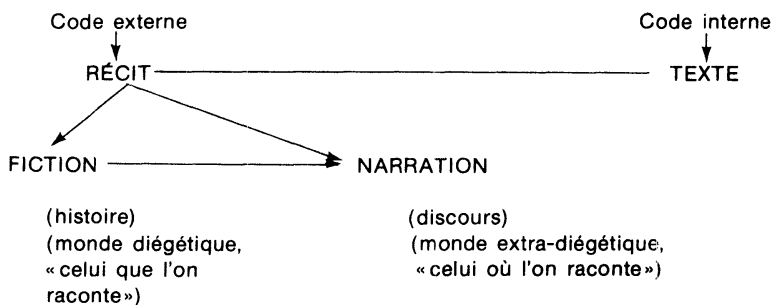 Code externe
Code interne
RÉCIT
TEXTE
FICTION
NARRATION
(histoire)
(monde diégétique,
«celui que l'on
raconte»)
(discours)
(monde extra-diégétique,
«celui où l'on raconte»)